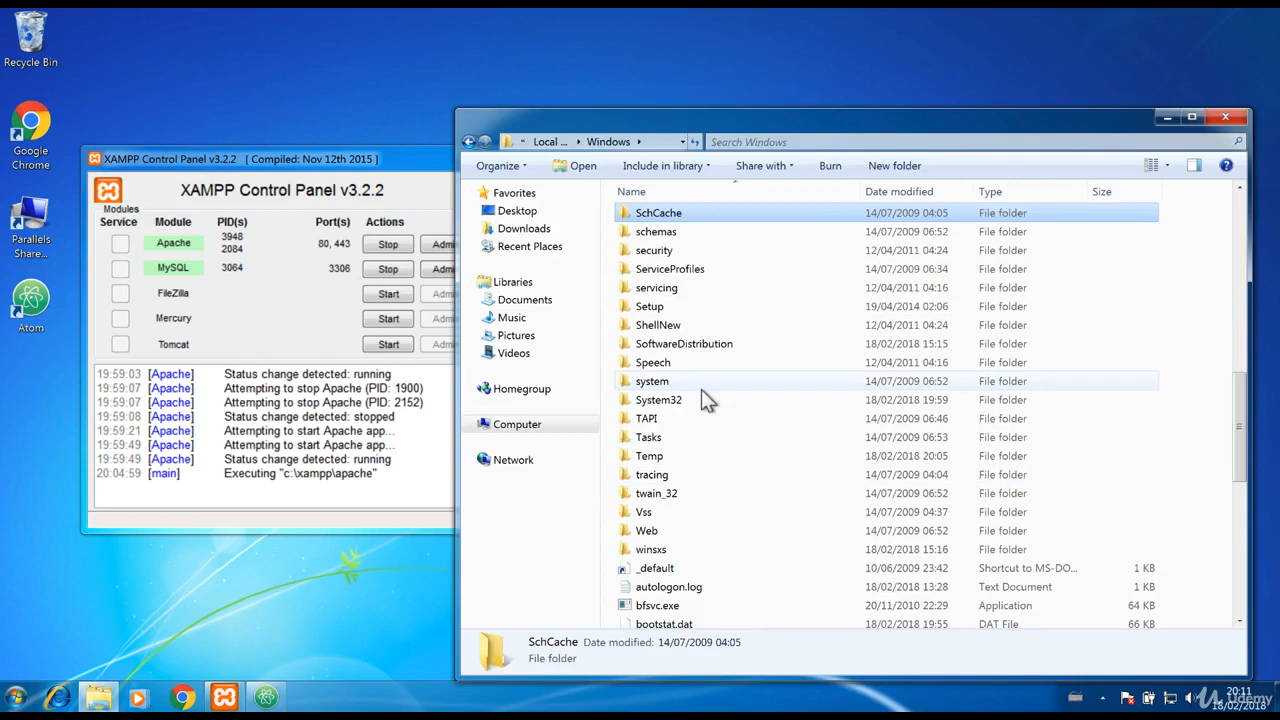 Recycle Bin
Google
Chrome
Parallels
Share...
Atom
XAMPP Control Panel v3.2.2 [ Compiled: Nov 12th 2015 ]
XAMPP Control Panel v3.2.2
Modules
Service Module PID(s) Port(s) Actions
Apache 3948 2084 80, 443 Stop Admi
MySQL 3064 3306 Stop Admi
FileZilla Start Admi
Mercury Start Admi
Tomcat Start Admi
19:59:03 [Apache] Status change detected: running
19:59:07 [Apache] Attempting to stop Apache (PID: 1900)
19:59:07 [Apache] Attempting to stop Apache (PID: 2152)
19:59:08 [Apache] Status change detected: stopped
19:59:21 [Apache] Attempting to start Apache app...
19:59:49 [Apache] Attempting to start Apache app...
19:59:49 [Apache] Status change detected: running
20:04:59 [main] Executing "c:\xampp\apache"
« Local ... Windows Search Windows
Organize Open Include in library Share with Burn New folder
Favorites
Desktop
Downloads
Recent Places
Libraries
Documents
Music
Pictures
Videos
Homegroup
Computer
Network
Name Date modified Type Size
SchCache 14/07/2009 04:05 File folder
schemas 14/07/2009 06:52 File folder
security 12/04/2011 04:24 File folder
ServiceProfiles 14/07/2009 06:34 File folder
servicing 12/04/2011 04:16 File folder
Setup 19/04/2014 02:06 File folder
ShellNew 12/04/2011 04:24 File folder
SoftwareDistribution 18/02/2018 15:15 File folder
Speech 12/04/2011 04:16 File folder
system 14/07/2009 06:52 File folder
System32 18/02/2018 19:59 File folder
TAPI 14/07/2009 06:46 File folder
Tasks 14/07/2009 06:53 File folder
Temp 18/02/2018 20:05 File folder
tracing 14/07/2009 04:04 File folder
twain_32 14/07/2009 06:52 File folder
Vss 14/07/2009 04:37 File folder
Web 14/07/2009 06:52 File folder
winsxs 18/02/2018 15:16 File folder
_default 10/06/2009 23:42 Shortcut to MS-DO... 1 KB
autologon.log 18/02/2018 13:28 Text Document 1 KB
bfsvc.exe 20/11/2010 22:29 Application 64 KB
bootstat.dat 18/02/2018 19:55 DAT File 66 KB
SchCache Date modified: 14/07/2009 04:05
File folder
20:11
18/02/2018
Udemy